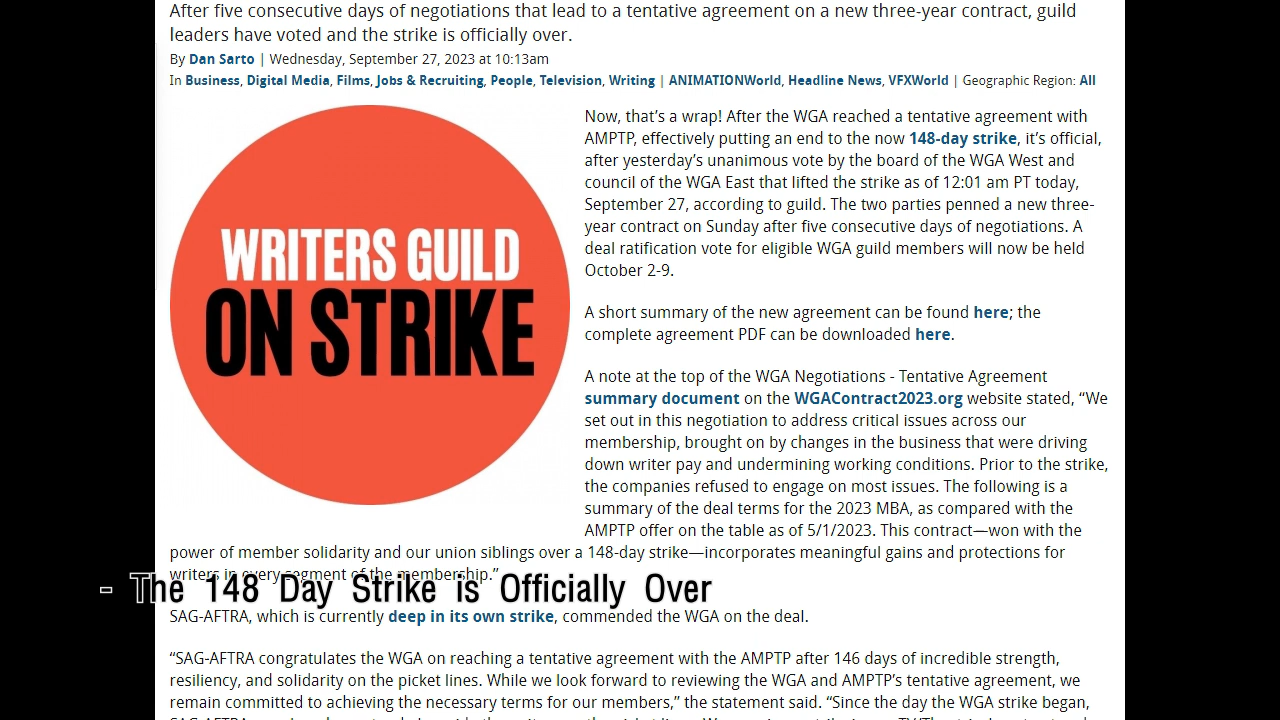 After five consecutive days of negotiations that lead to a tentative agreement on a new three-year contract, guild
leaders have voted and the strike is officially over.
By Dan Sarto | Wednesday, September 27, 2023 at 10:13am
In Business, Digital Media, Films, Jobs & Recruiting, People, Television, Writing | ANIMATIONWorld, Headline News, VFXWorld | Geographic Region: All
WRITERS GUILD
ON STRIKE
Now, that's a wrap! After the WGA reached a tentative agreement with
AMPTP, effectively putting an end to the now 148-day strike, it's official,
after yesterday's unanimous vote by the board of the WGA West and
council of the WGA East that lifted the strike as of 12:01 am PT today,
September 27, according to guild. The two parties penned a new three-
year contract on Sunday after five consecutive days of negotiations. A
deal ratification vote for eligible WGA guild members will now be held
October 2-9.
A short summary of the new agreement can be found here; the
complete agreement PDF can be downloaded here.
A note at the top of the WGA Negotiations - Tentative Agreement
summary document on the WGAContract2023.org website stated, “We
set out in this negotiation to address critical issues across our
membership, brought on by changes in the business that were driving
down writer pay and undermining working conditions. Prior to the strike,
the companies refused to engage on most issues. The following is a
summary of the deal terms for the 2023 MBA, as compared with the
AMPTP offer on the table as of 5/1/2023. This contract—won with the
power of member solidarity and our union siblings over a 148-day strike—incorporates meaningful gains and protections for
writers in every segment of the membership.”
- The 148 Day Strike is Officially Over
SAG-AFTRA, which is currently deep in its own strike, commended the WGA on the deal.
“SAG-AFTRA congratulates the WGA on reaching a tentative agreement with the AMPTP after 146 days of incredible strength,
resiliency, and solidarity on the picket lines. While we look forward to reviewing the WGA and AMPTP's tentative agreement, we
remain committed to achieving the necessary terms for our members,” the statement said. “Since the day the WGA strike began,